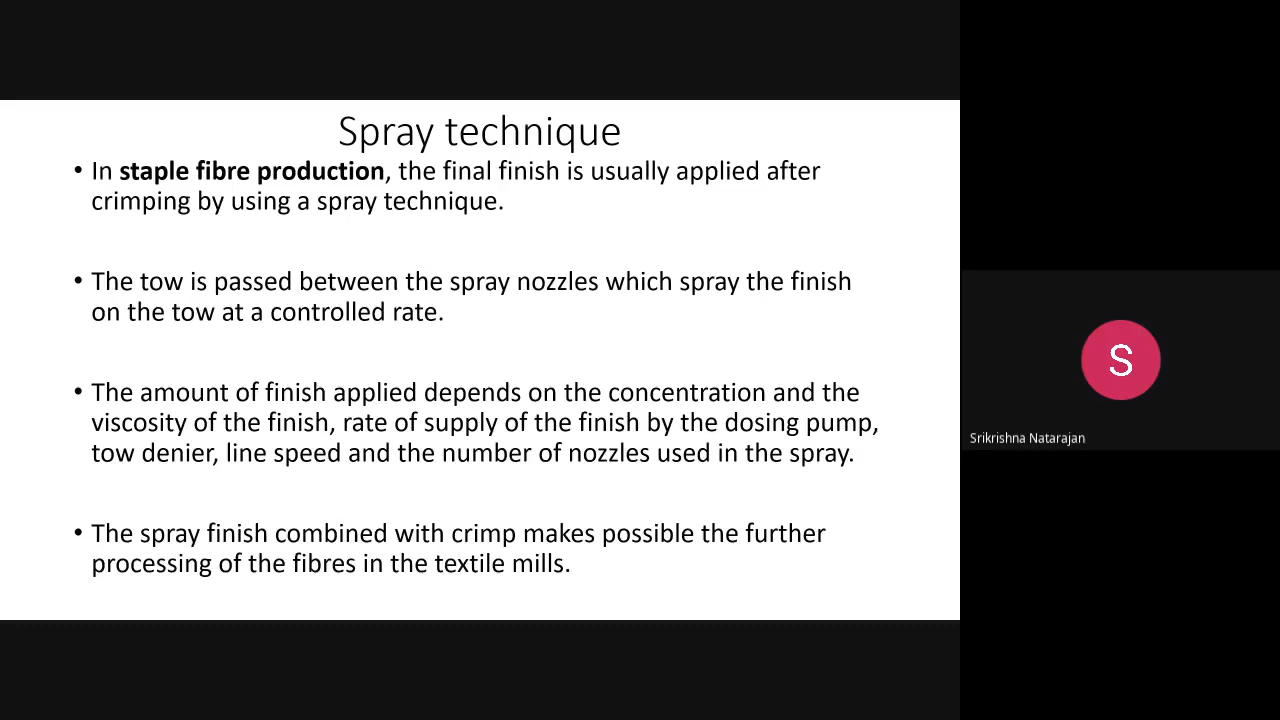 Spray technique
• In staple fibre production, the final finish is usually applied after
crimping by using a spray technique.
• The tow is passed between the spray nozzles which spray the finish
on the tow at a controlled rate.
• The amount of finish applied depends on the concentration and the
viscosity of the finish, rate of supply of the finish by the dosing pump,
tow denier, line speed and the number of nozzles used in the spray.
• The spray finish combined with crimp makes possible the further
processing of the fibres in the textile mills.
S
Srikrishna Natarajan